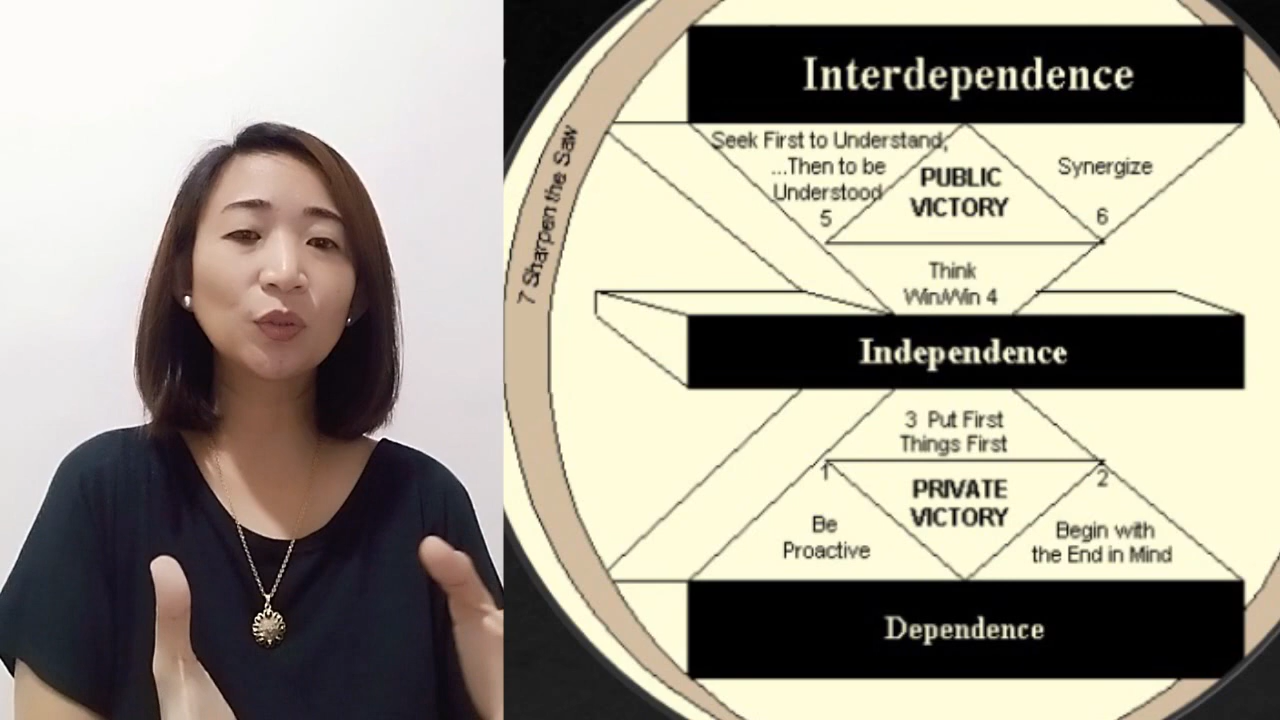 Interdependence
7 Sharpen the Saw
Seek First to Understand,
...Then to be
Understood
5
PUBLIC
VICTORY
Synergize
6
Think
Win/Win 4
Independence
3 Put First
Things First
1
Be
Proactive
PRIVATE
VICTORY
2
Begin with
the End in Mind
Dependence